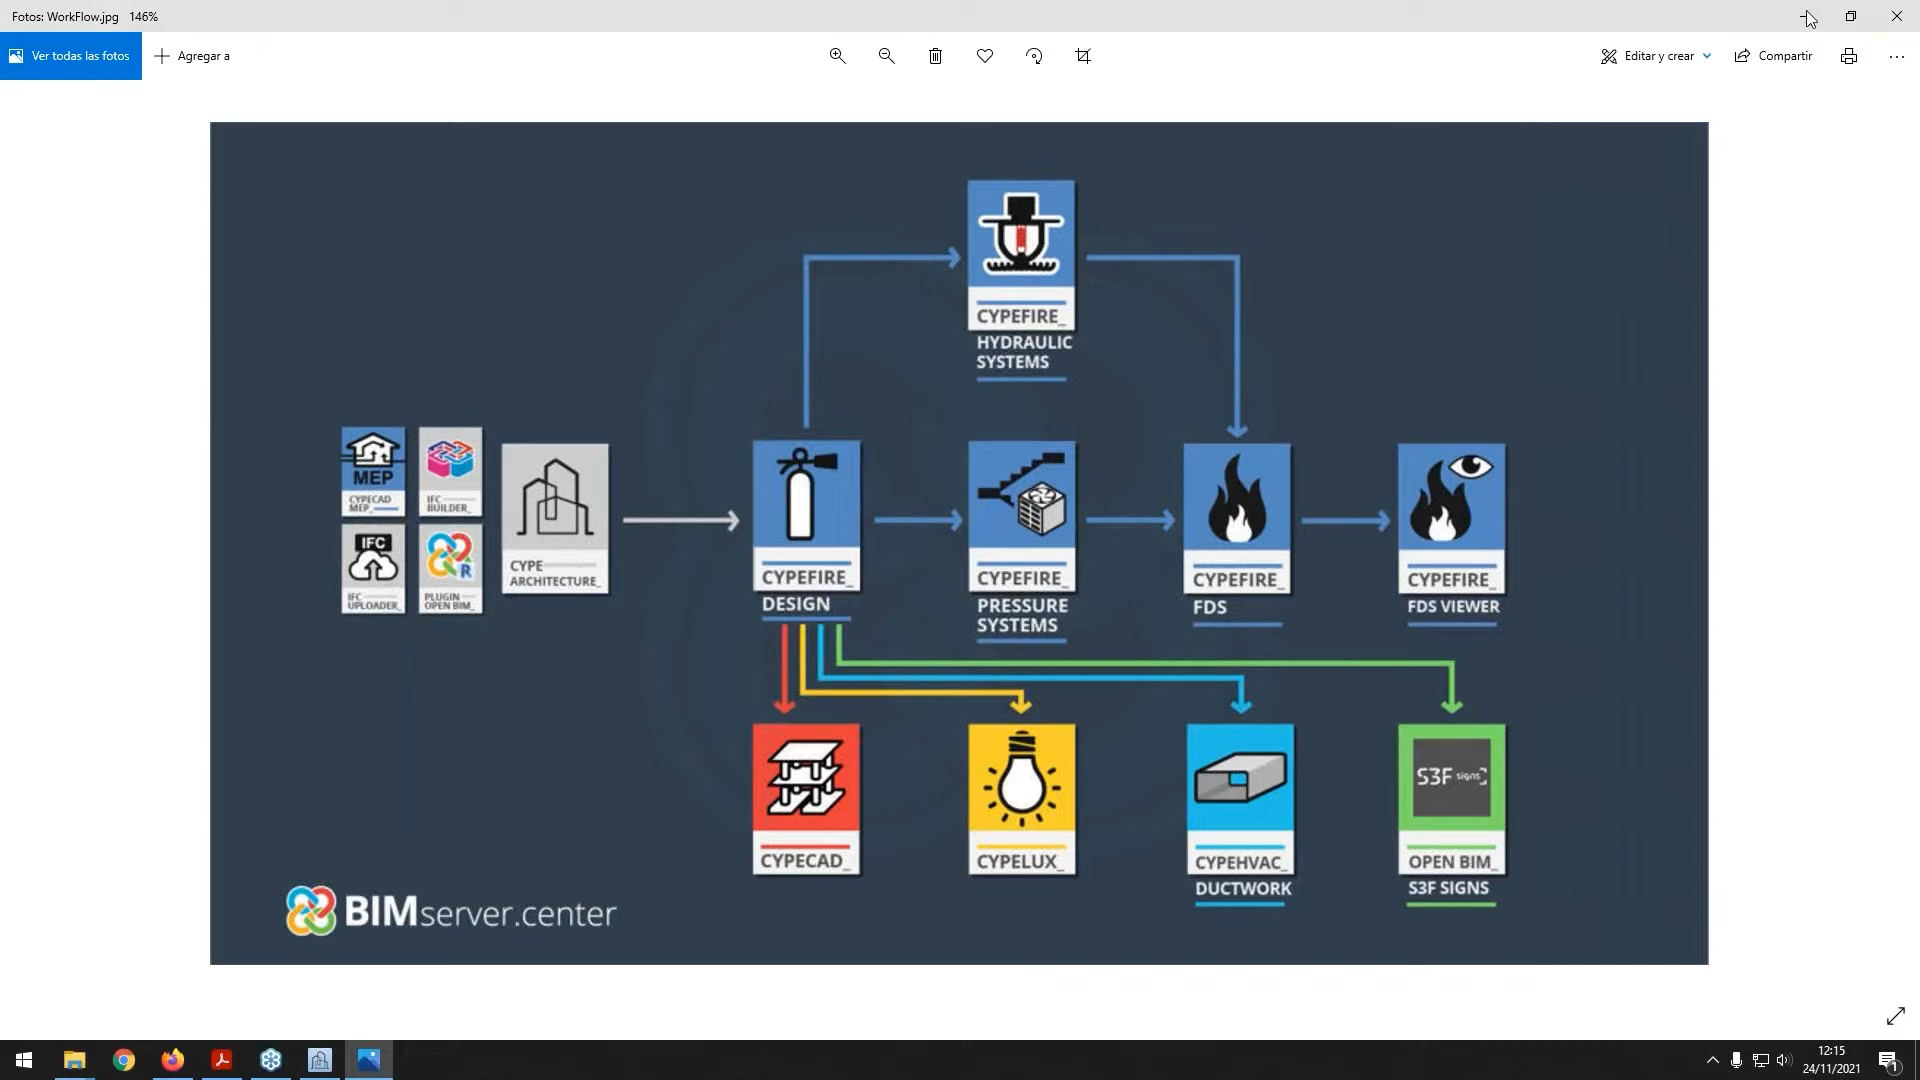 Fotos: WorkFlow.jpg 146%
Ver todas las fotos
Agregar a
Editar y crear
Compartir
CYPEFIRE_
HYDRAULIC
SYSTEMS
MEP
CYPECAD
MEP_
IFC
BUILDER_
IFC
IFC
UPLOADER_
R
PLUGIN
OPEN BIM_
CYPE
ARCHITECTURE_
CYPEFIRE_
DESIGN
CYPEFIRE_
PRESSURE
SYSTEMS
CYPEFIRE_
FDS
CYPEFIRE_
FDS VIEWER
CYPECAD_
CYPELUX_
CYPEHVAC_
DUCTWORK
S3F signs
OPEN BIM_
S3F SIGNS
BIMserver.center
12:15
24/11/2021
1